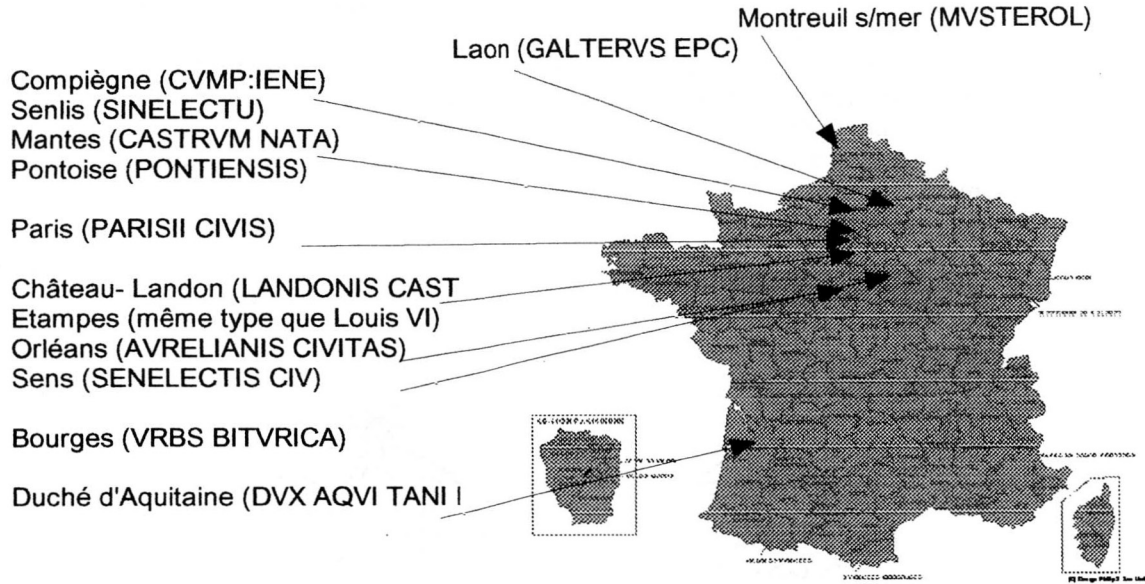 Montreuil s/mer (MVSTEROL)
Laon (GALTERVS EPC)
Compiègne (CVMP:IENE)
Senlis (SINELECTU)
Mantes (CASTRVM NATA)
Pontoise (PONTIENSIS)
Paris (PARISII CIVIS)
Château- Landon (LANDONIS CAST
Etampes (même type que Louis VI)
Orléans (AVRELIANIS CIVITAS)
Sens (SENELECTIS CIV)
Bourges (VRBS BITVRICA)
Duché d'Aquitaine (DVX AQVI TANI